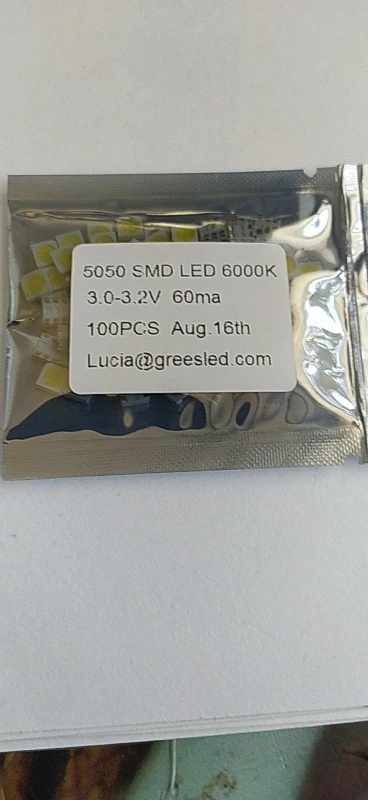 5050 SMD LED 6000K
3.0-3.2V 60ma
100PCS Aug.16th
Lucia@greesled.com